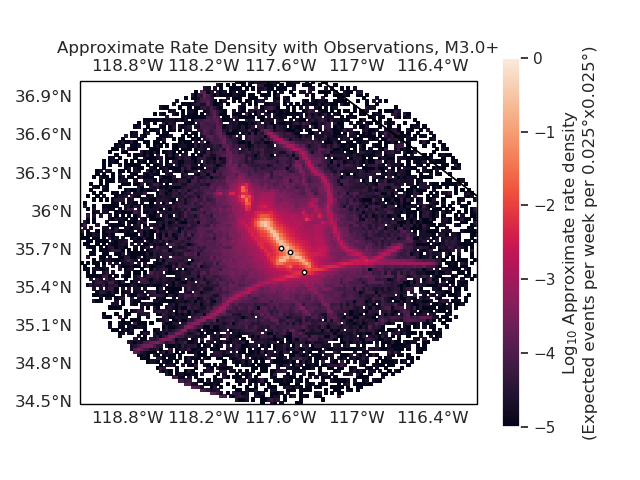 Approximate Rate Density with Observations, M3.0+
118.8°W 118.2°W 117.6°W 117°W 116.4°W
36.9°N
36.6°N
36.3°N
36°N
35.7°N
35.4°N
35.1°N
34.8°N
34.5°N
118.8°W 118.2°W 117.6°W 117°W 116.4°W
0
−1
−2
−3
−4
−5
Log₁₀ Approximate rate density
(Expected events per week per 0.025°x0.025°)